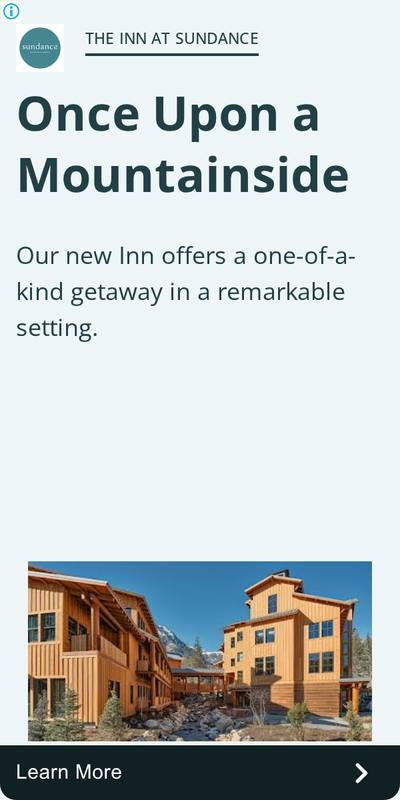 sundance
THE INN AT SUNDANCE
Once Upon a
Mountainside
Our new Inn offers a one-of-a-
kind getaway in a remarkable
setting.
Learn More